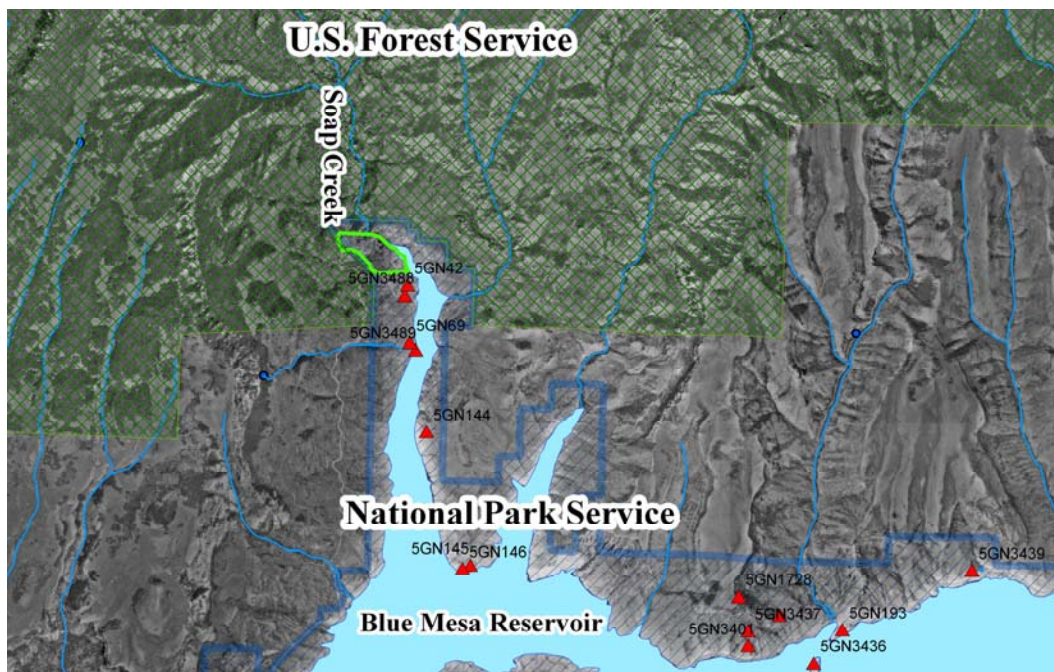 U.S. Forest Service
Soap Creek
5GN42
5GN3488
5GN69
5GN3489
5GN144
National Park Service
5GN145
5GN146
5GN3439
5GN1728
5GN3437
5GN193
5GN3401
5GN3436
Blue Mesa Reservoir